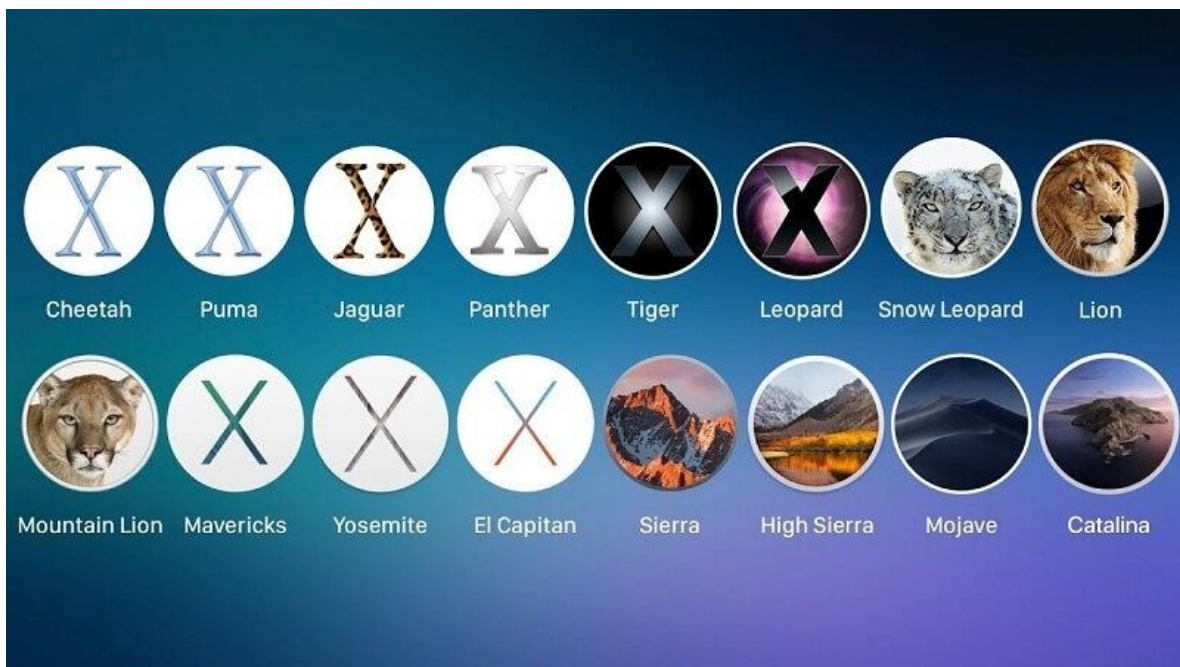 Cheetah Puma Jaguar Panther Tiger Leopard Snow Leopard Lion
Mountain Lion Mavericks Yosemite El Capitan Sierra High Sierra Mojave Catalina